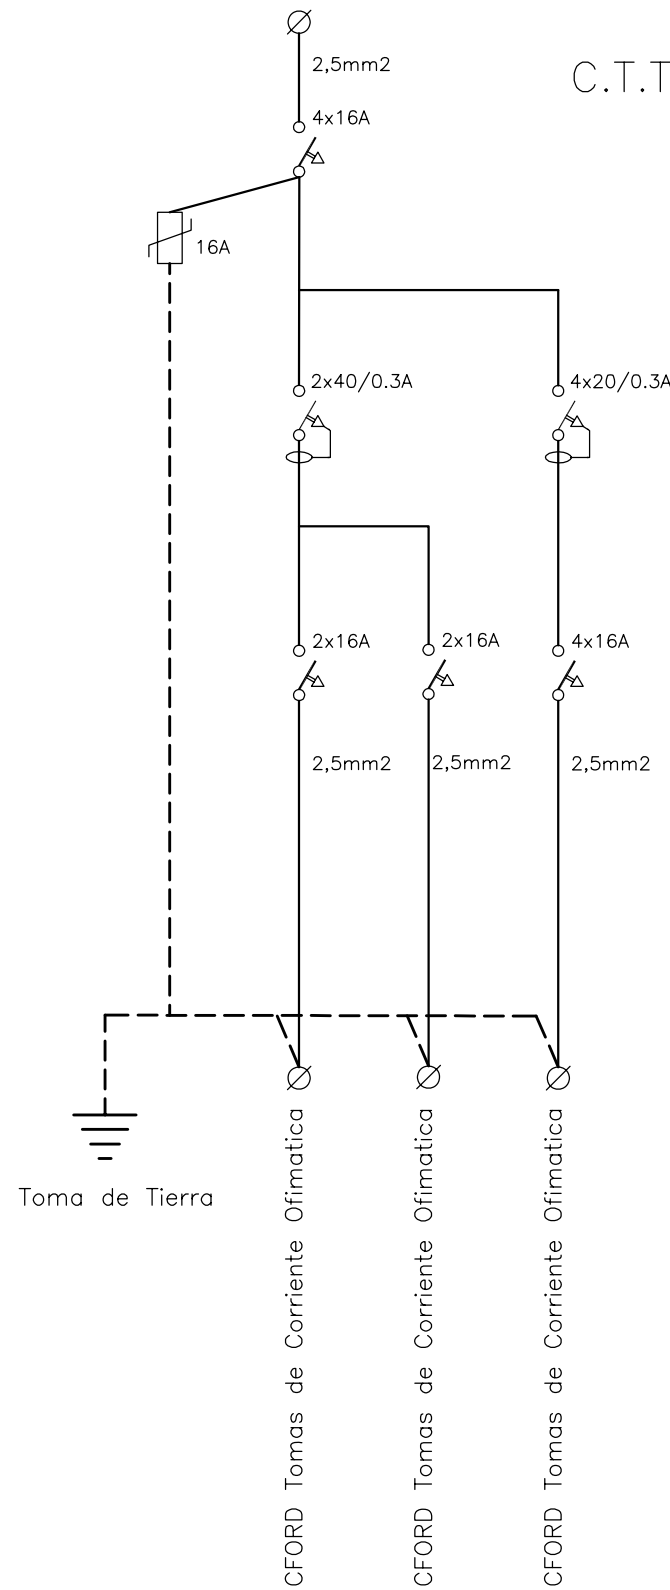 2,5mm2
C.T.T
4x16A
16A
2x40/0.3A
4x20/0.3A
2x16A
2x16A
4x16A
2,5mm2
2,5mm2
2,5mm2
Toma de Tierra
CFORD Tomas de Corriente Ofimatica
CFORD Tomas de Corriente Ofimatica
CFORD Tomas de Corriente Ofimatica